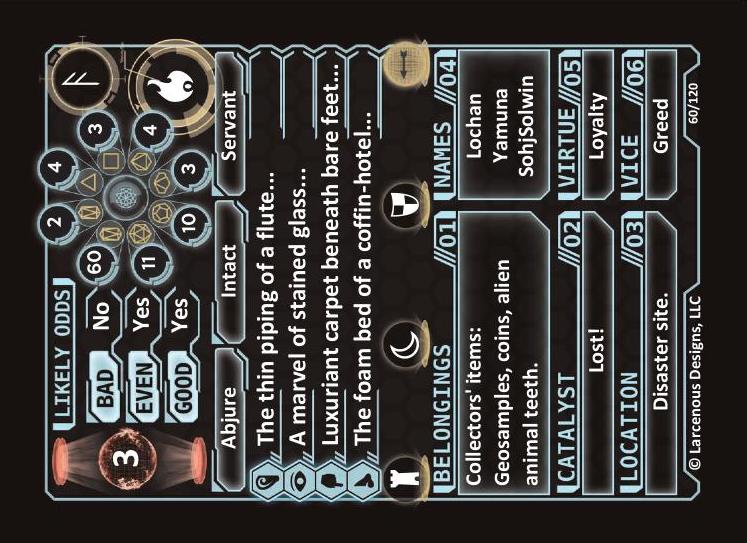 3
LIKELY ODDS
BAD No
EVEN Yes
GOOD Yes
2
4
3
4
3
10
11
60
Abjure Intact Servant
The thin piping of a flute...
A marvel of stained glass...
Luxuriant carpet beneath bare feet...
The foam bed of a coffin-hotel...
BELONGINGS 01
Collectors' items:
Geosamples, coins, alien
animal teeth.
NAMES 04
Lochan
Yamuna
SohjSolwin
CATALYST 02
Lost!
VIRTUE 05
Loyalty
LOCATION 03
Disaster site.
VICE 06
Greed
© Larcenous Designs, LLC
60/120